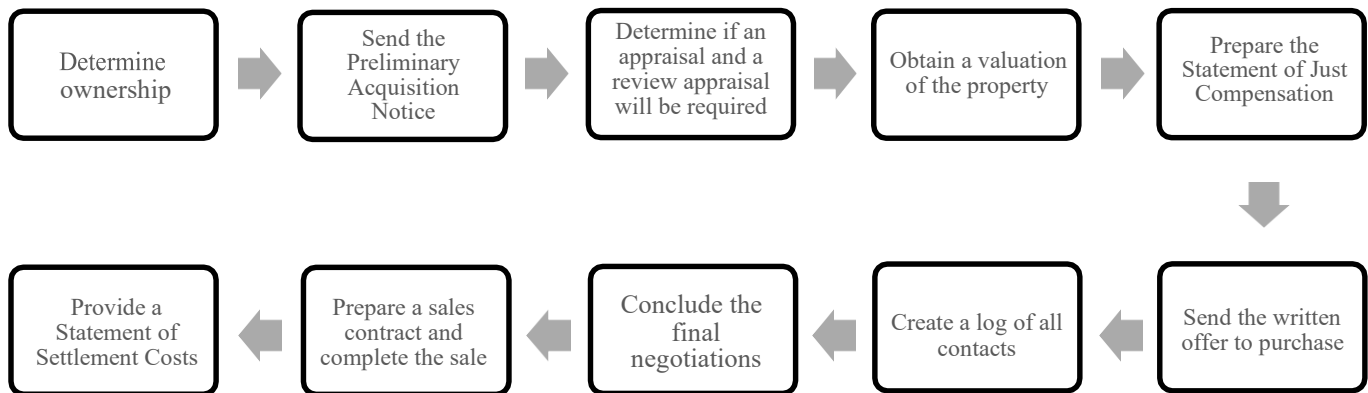 Determine
ownership
Send the
Preliminary
Acquisition
Notice
Determine if an
appraisal and a
review appraisal
will be required
Obtain a valuation
of the property
Prepare the
Statement of Just
Compensation
Send the written
offer to purchase
Create a log of all
contacts
Conclude the
final
negotiations
Prepare a sales
contract and
complete the sale
Provide a
Statement of
Settlement Costs